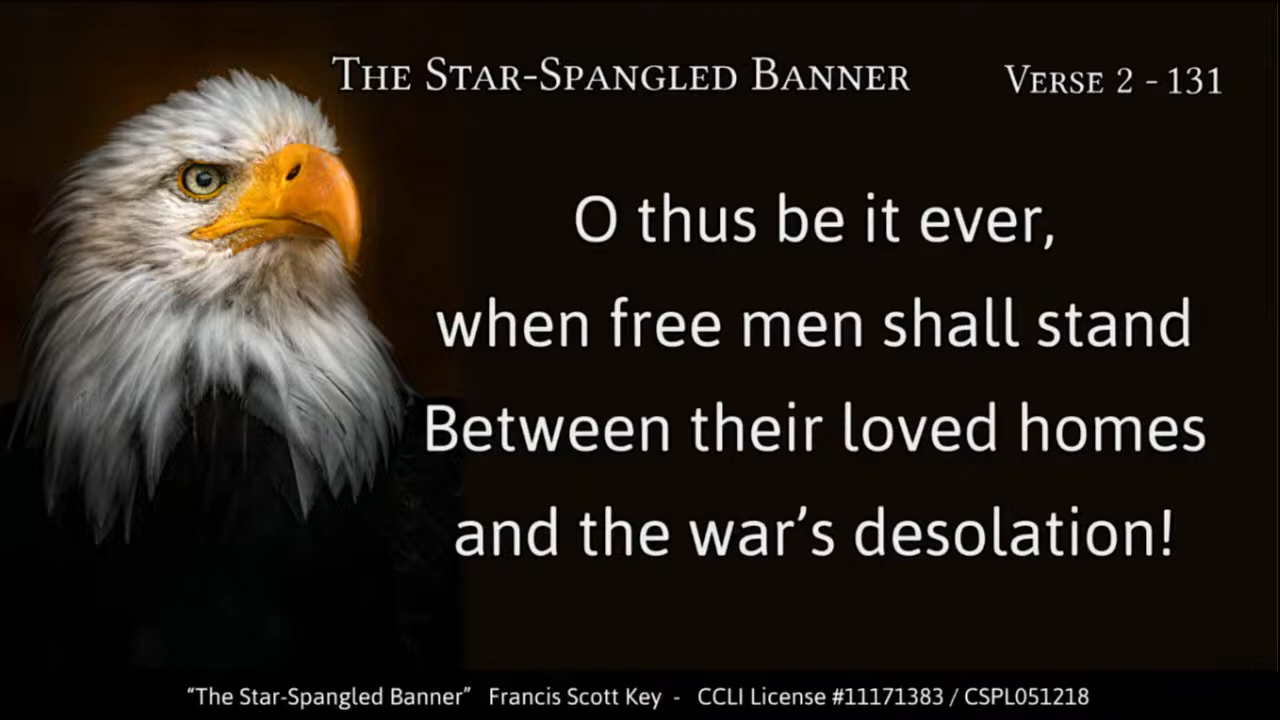 The Star-Spangled Banner Verse 2 - 131
O thus be it ever,
when free men shall stand
Between their loved homes
and the war’s desolation!
“The Star-Spangled Banner” Francis Scott Key - CCLI License #11171383 / CSPL051218